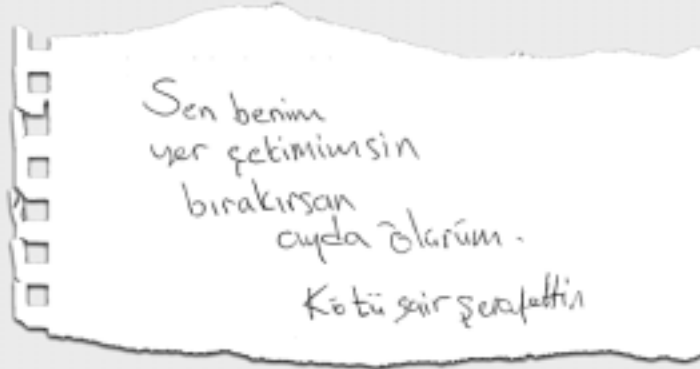 Sen benim
yer çekimimsin
bırakırsan
ayda ölürüm.
Kötü şair şerafettin